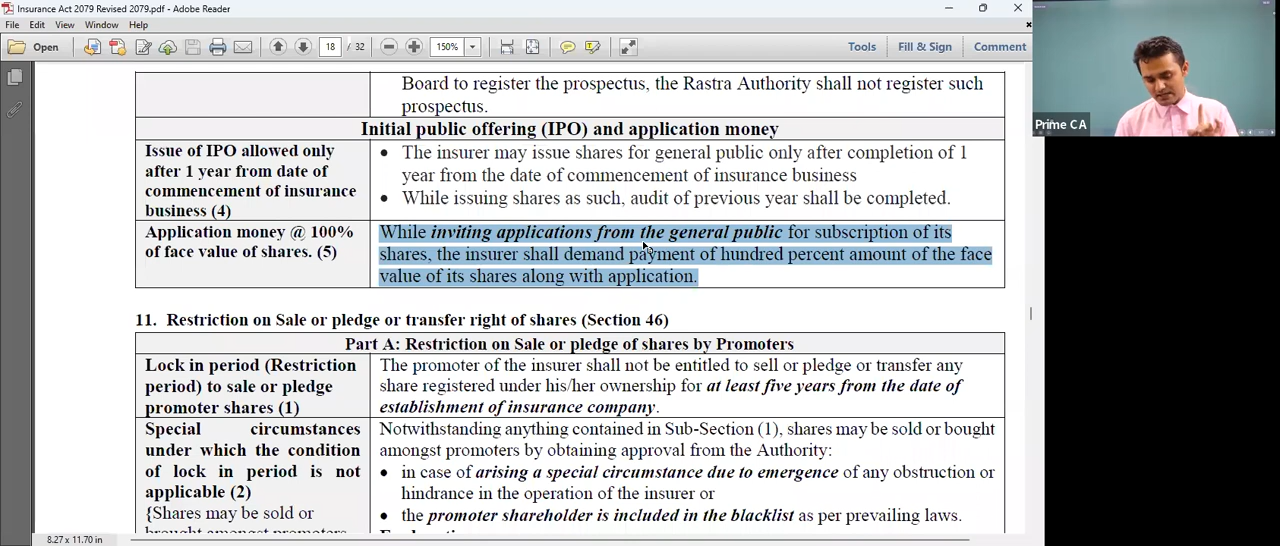 Insurance Act 2079 Revised 2079.pdf - Adobe Reader
File Edit View Window Help
Open 18 / 32 150% Tools Fill & Sign Comment
Board to register the prospectus, the Rastra Authority shall not register such
prospectus.
Initial public offering (IPO) and application money
Issue of IPO allowed only
after 1 year from date of
commencement of insurance
business (4)
• The insurer may issue shares for general public only after completion of 1
year from the date of commencement of insurance business
• While issuing shares as such, audit of previous year shall be completed.
Application money @ 100%
of face value of shares. (5)
While inviting applications from the general public for subscription of its
shares, the insurer shall demand payment of hundred percent amount of the face
value of its shares along with application.
11. Restriction on Sale or pledge or transfer right of shares (Section 46)
Part A: Restriction on Sale or pledge of shares by Promoters
Lock in period (Restriction
period) to sale or pledge
promoter shares (1)
The promoter of the insurer shall not be entitled to sell or pledge or transfer any
share registered under his/her ownership for at least five years from the date of
establishment of insurance company.
Special circumstances
under which the condition
of lock in period is not
applicable (2)
{Shares may be sold or
brought amongst promoters
Notwithstanding anything contained in Sub-Section (1), shares may be sold or bought
amongst promoters by obtaining approval from the Authority:
• in case of arising a special circumstance due to emergence of any obstruction or
hindrance in the operation of the insurer or
• the promoter shareholder is included in the blacklist as per prevailing laws.
8.27 x 11.70 in
Prime CA